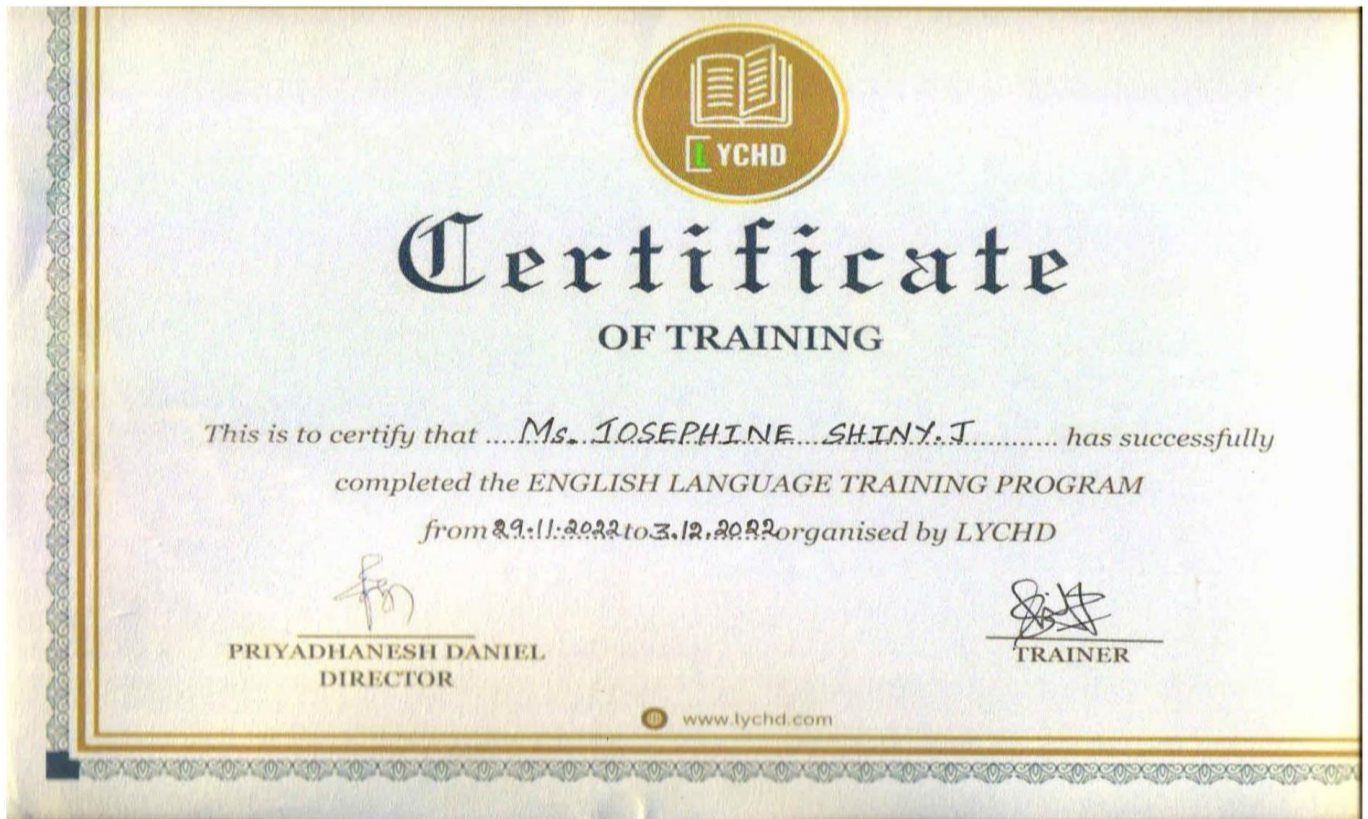 LYCHD
Certificate
OF TRAINING
This is to certify that ....Ms. JOSEPHINE SHINY.J........... has successfully
completed the ENGLISH LANGUAGE TRAINING PROGRAM
from 29.11.2022 to 3.12.2022 organised by LYCHD
PRIYADHANESH DANIEL
TRAINER
DIRECTOR
www.lychd.com